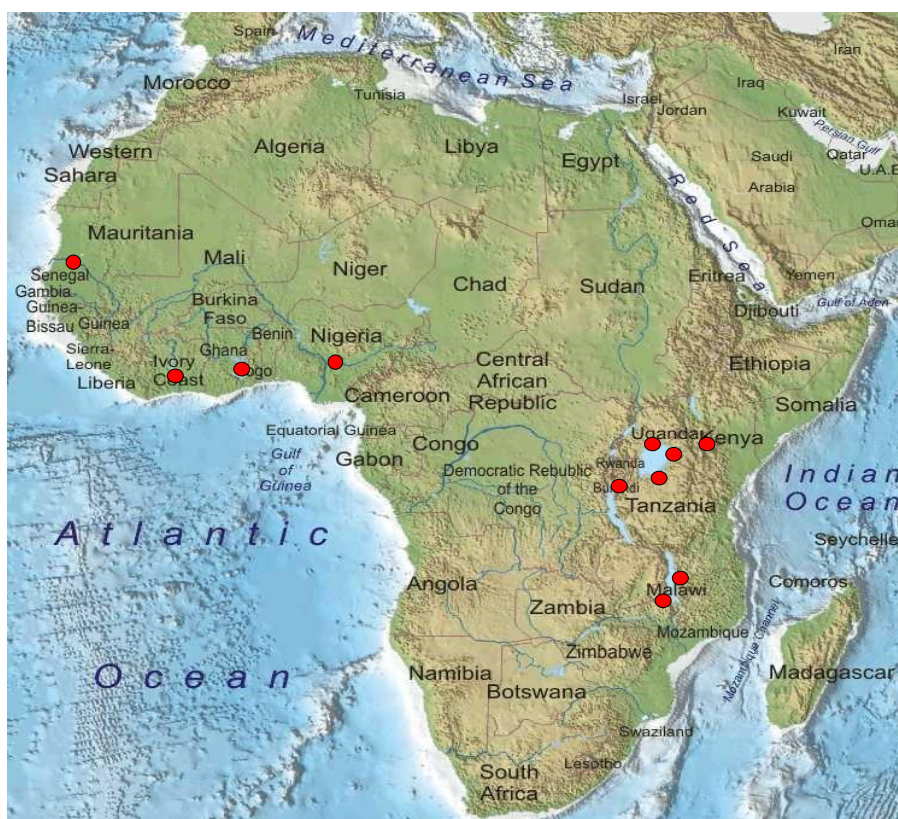 Spain
Mediterranean Sea
Iran
Morocco
Iraq
Tunisia
Israel
Jordan
Kuwait
Persian Gulf
Western
Sahara
Algeria
Libya
Egypt
Saudi
Arabia
Qatar
U.A.E
Red Sea
Oman
Mauritania
Mali
Niger
Chad
Sudan
Eritrea
Yemen
Senegal
Gambia
Guinea-
Bissau
Guinea
Burkina
Faso
Benin
Nigeria
Djibouti
Gulf of Aden
Sierra-
Leone
Liberia
Ivory
Coast
Ghana
Togo
Central
African
Republic
Ethiopia
Cameroon
Somalia
Equatorial Guinea
Gulf
of
Guinea
Gabon
Congo
Democratic Republic
of the
Congo
Uganda
Kenya
Rwanda
Burundi
Tanzania
Indian
Ocean
Seychelle
Atlantic
Ocean
Angola
Zambia
Malawi
Comoros
Mozambique
Mozambique Channel
Zimbabwe
Namibia
Botswana
Madagascar
Swaziland
Lesotho
South
Africa